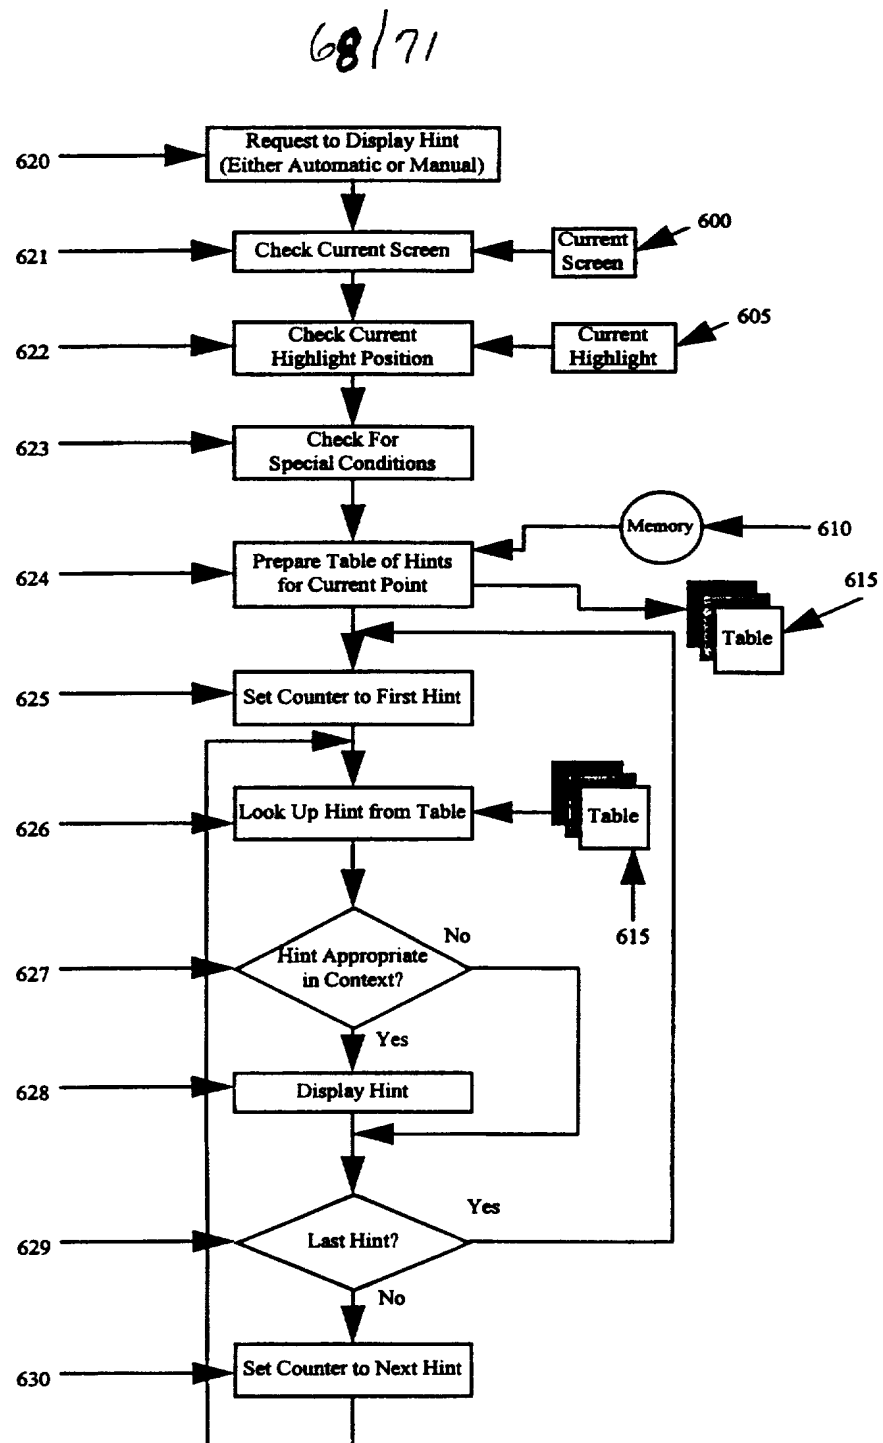 68/71
Request to Display Hint
(Either Automatic or Manual)
620
Check Current Screen
621
Current
Screen
600
Check Current
Highlight Position
622
Current
Highlight
605
Check For
Special Conditions
623
Memory
610
Prepare Table of Hints
for Current Point
624
615
Table
Set Counter to First Hint
625
Look Up Hint from Table
626
Table
615
Hint Appropriate
in Context?
No
627
Yes
Display Hint
628
Yes
Last Hint?
629
No
Set Counter to Next Hint
630